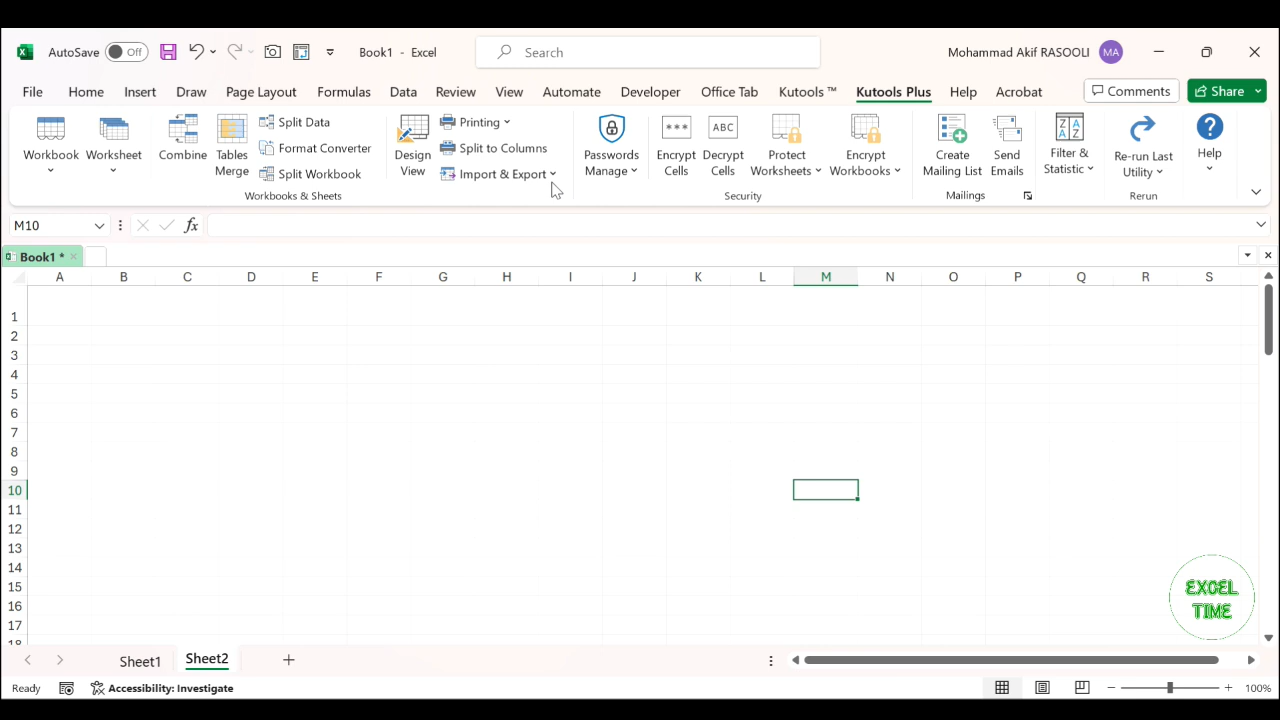 AutoSave Off Book1 - Excel Search Mohammad Akif RASOOLI MA
File Home Insert Draw Page Layout Formulas Data Review View Automate Developer Office Tab Kutools ™ Kutools Plus Help Acrobat Comments Share
Workbook
Worksheet
Combine
Tables
Merge
Split Data
Format Converter
Split Workbook
Workbooks & Sheets
Design
View
Printing
Split to Columns
Import & Export
Passwords
Manage
*** Encrypt
Cells
ABC Decrypt
Cells
Protect
Worksheets
Encrypt
Workbooks
Security
Create
Mailing List
Send
Emails
Mailings
Z A
A Z
Filter &
Statistic
Re-run Last
Utility
Rerun
? Help
M10 fx
Book1 *
A B C D E F G H I J K L M N O P Q R S
1
2
3
4
5
6
7
8
9
10
11
12
13
14
15
16
17
18
EXCEL
TIME
Sheet1 Sheet2
Ready Accessibility: Investigate 100%